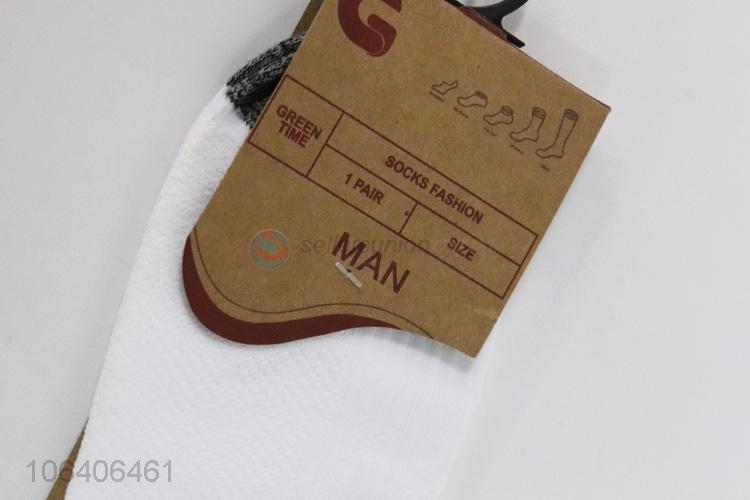 G
GREEN
TIME
SOCKS FASHION
1 PAIR
SIZE
MAN
106406461